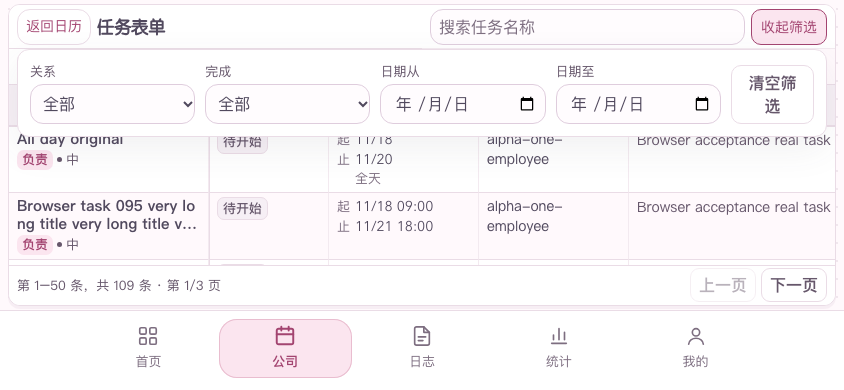 返回日历 任务表单 搜索任务名称 收起筛选
关系 完成 日期从 日期至
全部 全部 年 /月/日 年 /月/日 清空筛
选
All day original 待开始 起 11/18 alpha-one- Browser acceptance real task
负责 • 中 止 11/20 employee
全天
Browser task 095 very lo 待开始 起 11/18 09:00 alpha-one- Browser acceptance real task
ng title very long title v... 止 11/21 18:00 employee
负责 • 中
第 1-50 条，共 109 条 · 第 1/3 页 上一页 下一页
首页 公司 日志 统计 我的